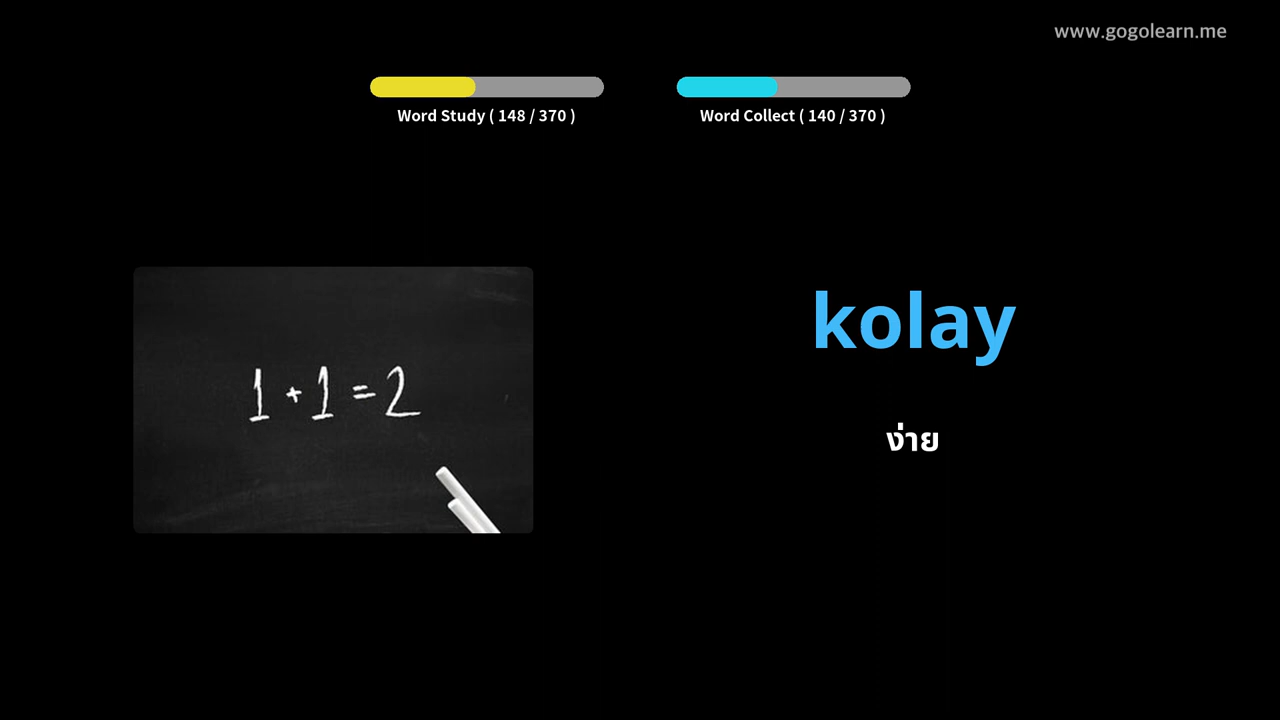 www.gogolearn.me
Word Study ( 148 / 370 )
Word Collect ( 140 / 370 )
1 + 1 = 2
kolay
ง่าย